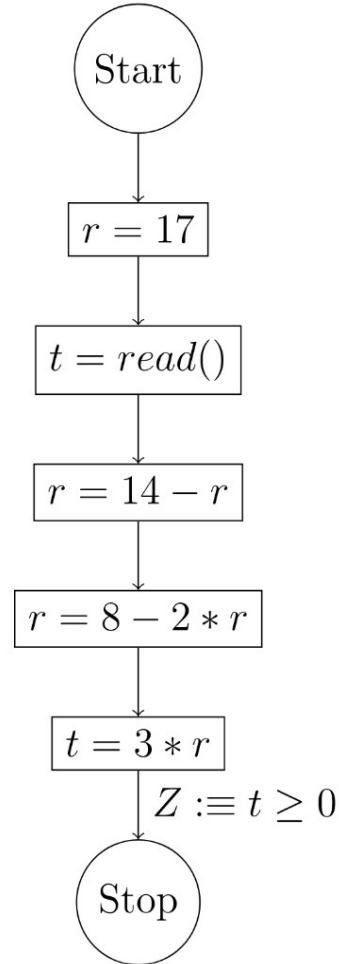 Start
r = 17
t = read()
r = 14 − r
r = 8 − 2 ∗ r
t = 3 ∗ r
Z :≡ t ≥ 0
Stop